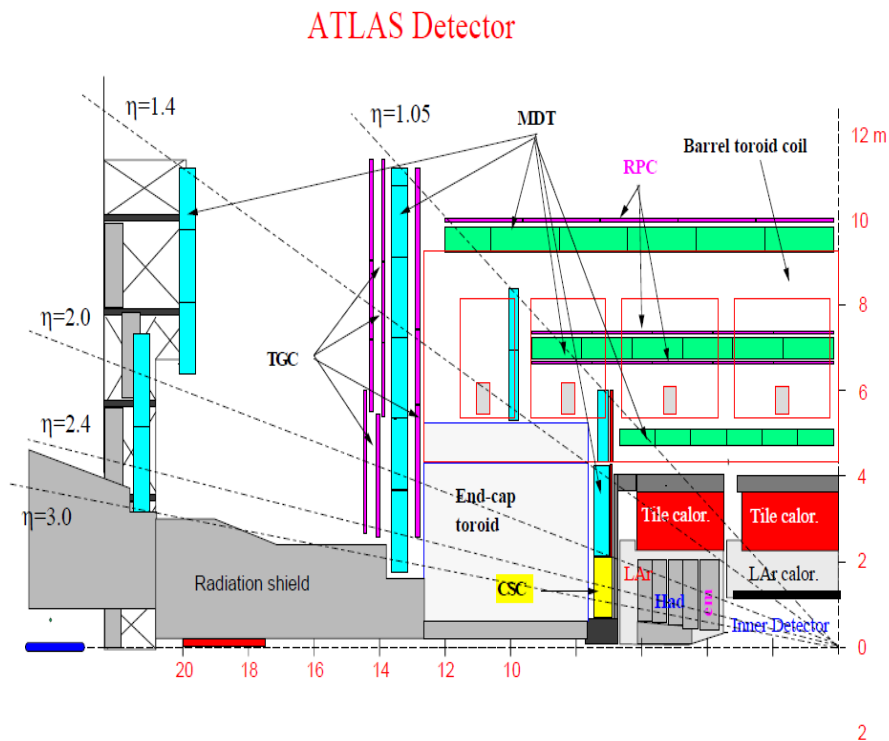 ATLAS Detector
η=1.4
η=1.05
MDT
12 m
Barrel toroid coil
RPC
10
8
η=2.0
TGC
6
η=2.4
4
End-cap
toroid
Tile calor.
Tile calor.
η=3.0
Radiation shield
CSC
LAr
LAr calor.
2
Had
EM
Inner Detector
0
20
18
16
14
12
10
2